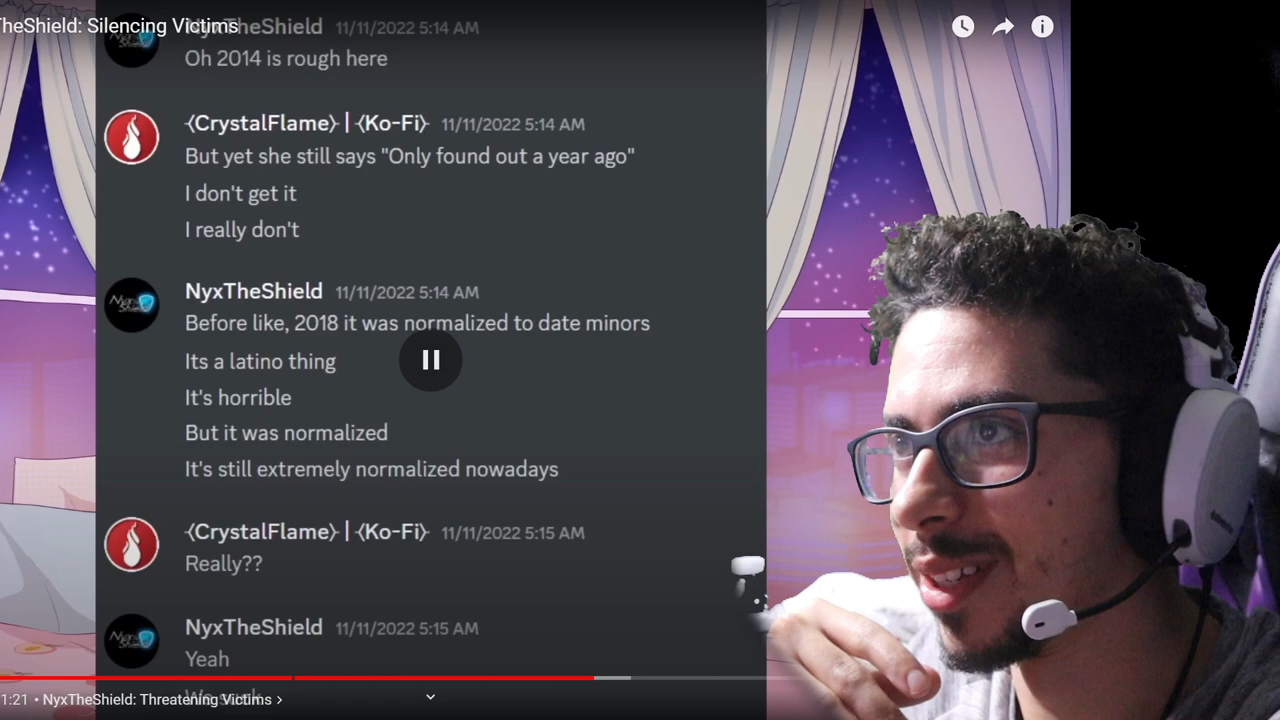 TheShield: Silencing Victims
NyxTheShield 11/11/2022 5:14 AM
Oh 2014 is rough here
-{CrystalFlame} | {Ko-Fi}- 11/11/2022 5:14 AM
But yet she still says "Only found out a year ago"
I don't get it
I really don't
NyxTheShield 11/11/2022 5:14 AM
Before like, 2018 it was normalized to date minors
Its a latino thing
It's horrible
But it was normalized
It's still extremely normalized nowadays
-{CrystalFlame} | {Ko-Fi}- 11/11/2022 5:15 AM
Really??
NyxTheShield 11/11/2022 5:15 AM
Yeah
1:21 • NyxTheShield: Threatening Victims >